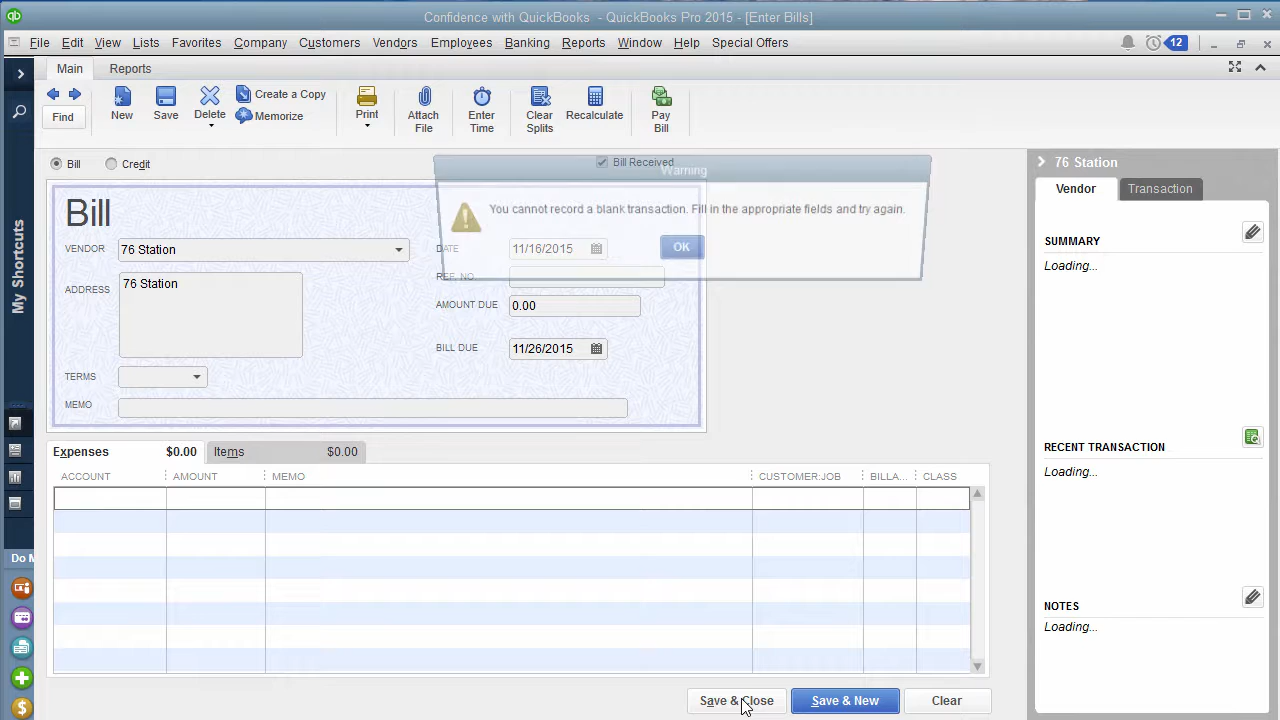 Confidence with QuickBooks - QuickBooks Pro 2015 - [Enter Bills]
File Edit View Lists Favorites Company Customers Vendors Employees Banking Reports Window Help Special Offers 12
Main Reports
Find
New
Save
Delete
Create a Copy
Memorize
Print
Attach File
Enter Time
Clear Splits
Recalculate
Pay Bill
My Shortcuts
Do M
Bill Credit
Bill Received
Warning
You cannot record a blank transaction. Fill in the appropriate fields and try again.
OK
Bill
VENDOR 76 Station
DATE 11/16/2015
REF. NO.
ADDRESS 76 Station
AMOUNT DUE 0.00
BILL DUE 11/26/2015
TERMS
MEMO
Expenses $0.00 Items $0.00
ACCOUNT AMOUNT MEMO CUSTOMER:JOB BILLA... CLASS
Save & Close Save & New Clear
76 Station
Vendor Transaction
SUMMARY
Loading...
RECENT TRANSACTION
Loading...
NOTES
Loading...